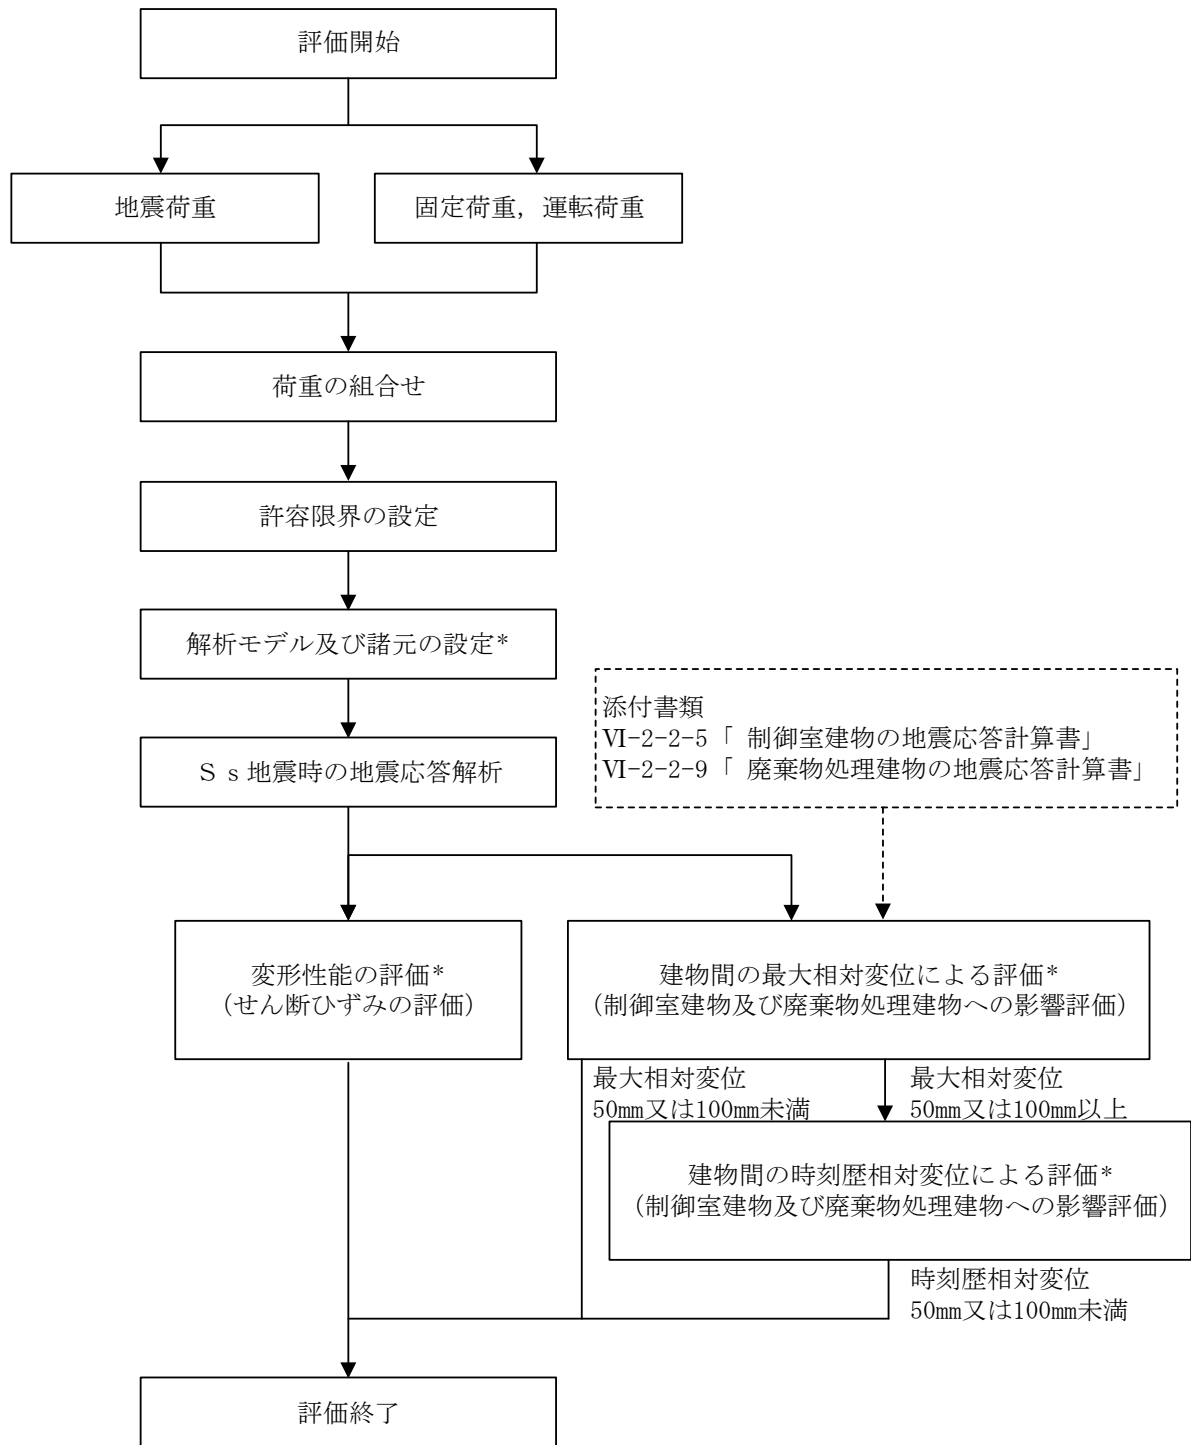 評価開始
地震荷重
固定荷重，運転荷重
荷重の組合せ
許容限界の設定
解析モデル及び諸元の設定*
Ｓｓ地震時の地震応答解析
添付書類
Ⅵ-2-2-5「 制御室建物の地震応答計算書」
Ⅵ-2-2-9「 廃棄物処理建物の地震応答計算書」
変形性能の評価*
(せん断ひずみの評価)
建物間の最大相対変位による評価*
(制御室建物及び廃棄物処理建物への影響評価)
最大相対変位
50mm又は100mm未満
最大相対変位
50mm又は100mm以上
建物間の時刻歴相対変位による評価*
(制御室建物及び廃棄物処理建物への影響評価)
時刻歴相対変位
50mm又は100mm未満
評価終了